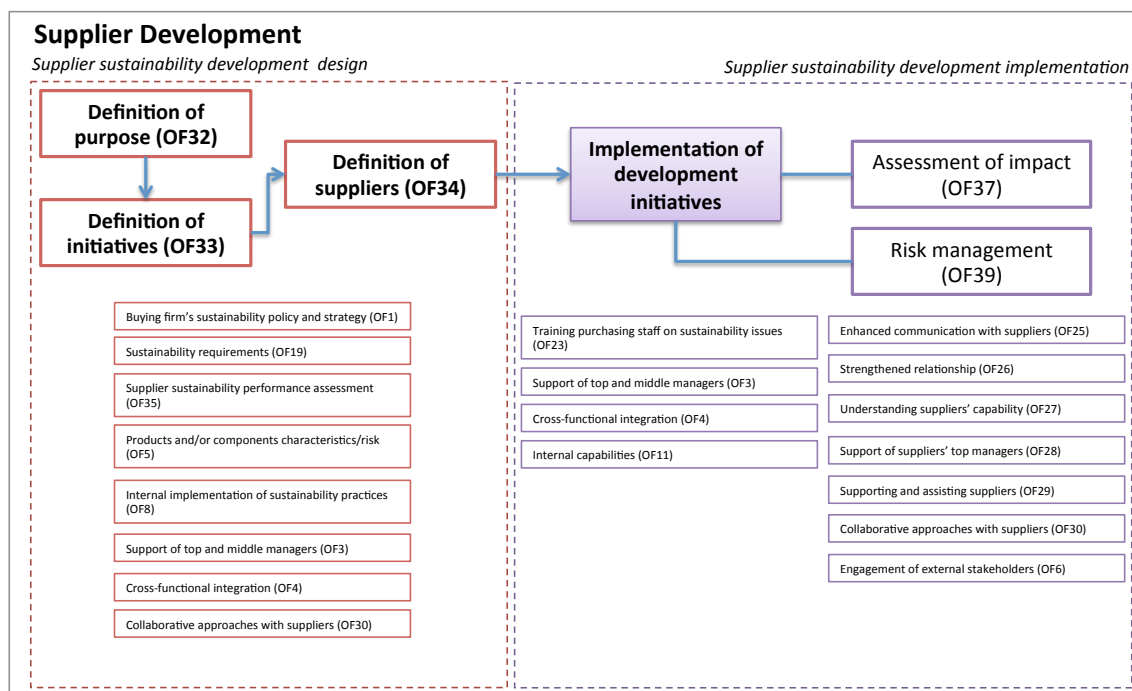 Supplier Development
Supplier sustainability development design
Supplier sustainability development implementation
Definition of
purpose (OF32)
Definition of
initiatives (OF33)
Definition of
suppliers (OF34)
Implementation of
development
initiatives
Assessment of impact
(OF37)
Risk management
(OF39)
Buying firm's sustainability policy and strategy (OF1)
Sustainability requirements (OF19)
Supplier sustainability performance assessment
(OF35)
Products and/or components characteristics/risk
(OF5)
Internal implementation of sustainability practices
(OF8)
Support of top and middle managers (OF3)
Cross-functional integration (OF4)
Collaborative approaches with suppliers (OF30)
Training purchasing staff on sustainability issues
(OF23)
Support of top and middle managers (OF3)
Cross-functional integration (OF4)
Internal capabilities (OF11)
Enhanced communication with suppliers (OF25)
Strengthened relationship (OF26)
Understanding suppliers' capability (OF27)
Support of suppliers' top managers (OF28)
Supporting and assisting suppliers (OF29)
Collaborative approaches with suppliers (OF30)
Engagement of external stakeholders (OF6)